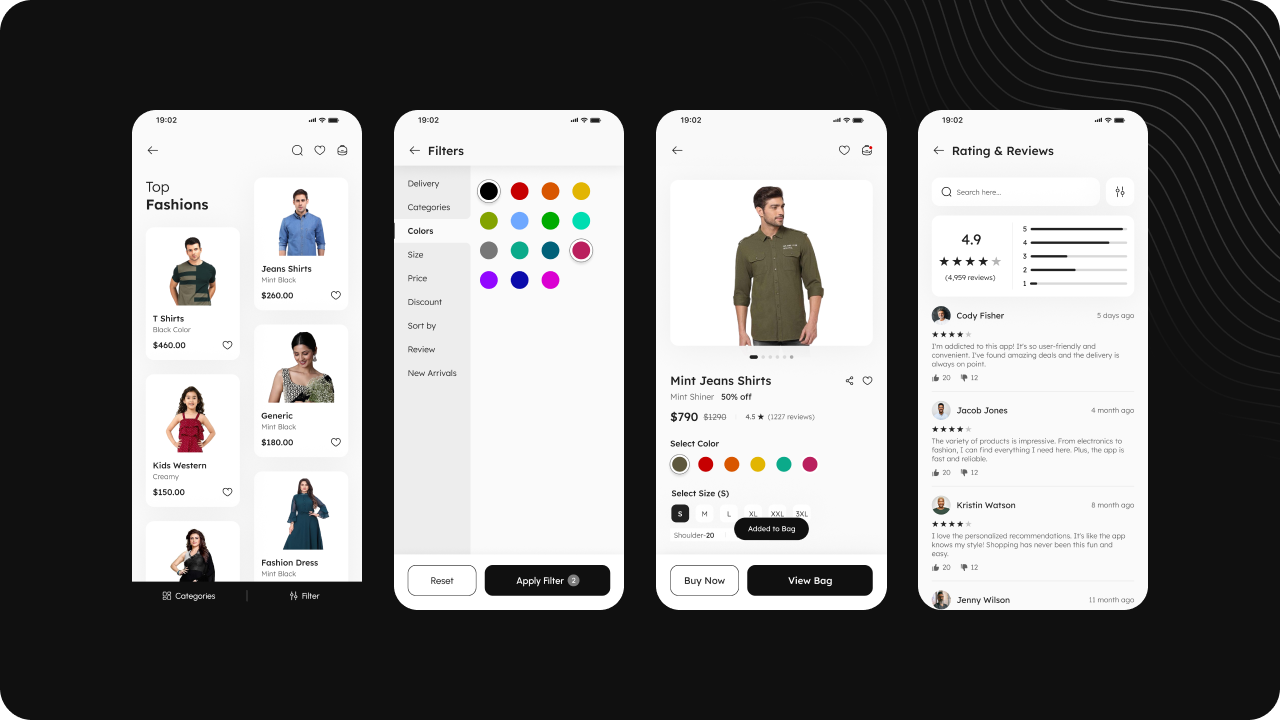 19:02
Top
Fashions
T Shirts
Black Color
$460.00
Kids Western
Creamy
$150.00
Jeans Shirts
Mint Black
$260.00
Generic
Mint Black
$180.00
Fashion Dress
Mint Black
Categories
Filter
19:02
Filters
Delivery
Categories
Colors
Size
Price
Discount
Sort by
Review
New Arrivals
Reset
Apply Filter 2
19:02
Mint Jeans Shirts
Mint Shiner 50% off
$790 $1290 4.5 ★ (1227 reviews)
Select Color
Select Size (S)
S M L XL XXL 3XL
Shoulder-20
Added to Bag
Buy Now
View Bag
19:02
Rating & Reviews
Search here...
4.9
(4,959 reviews)
5
4
3
2
1
Cody Fisher 5 days ago
I'm addicted to this app! It's so user-friendly and
convenient. I've found amazing deals and the delivery is
always on point.
20 12
Jacob Jones 4 month ago
The variety of products is impressive. From electronics to
fashion, I can find everything I need here. Plus, the app is
fast and reliable.
20 12
Kristin Watson 8 month ago
I love the personalized recommendations. It's like the app
knows my style! Shopping has never been this fun and
easy.
20 12
Jenny Wilson 11 month ago